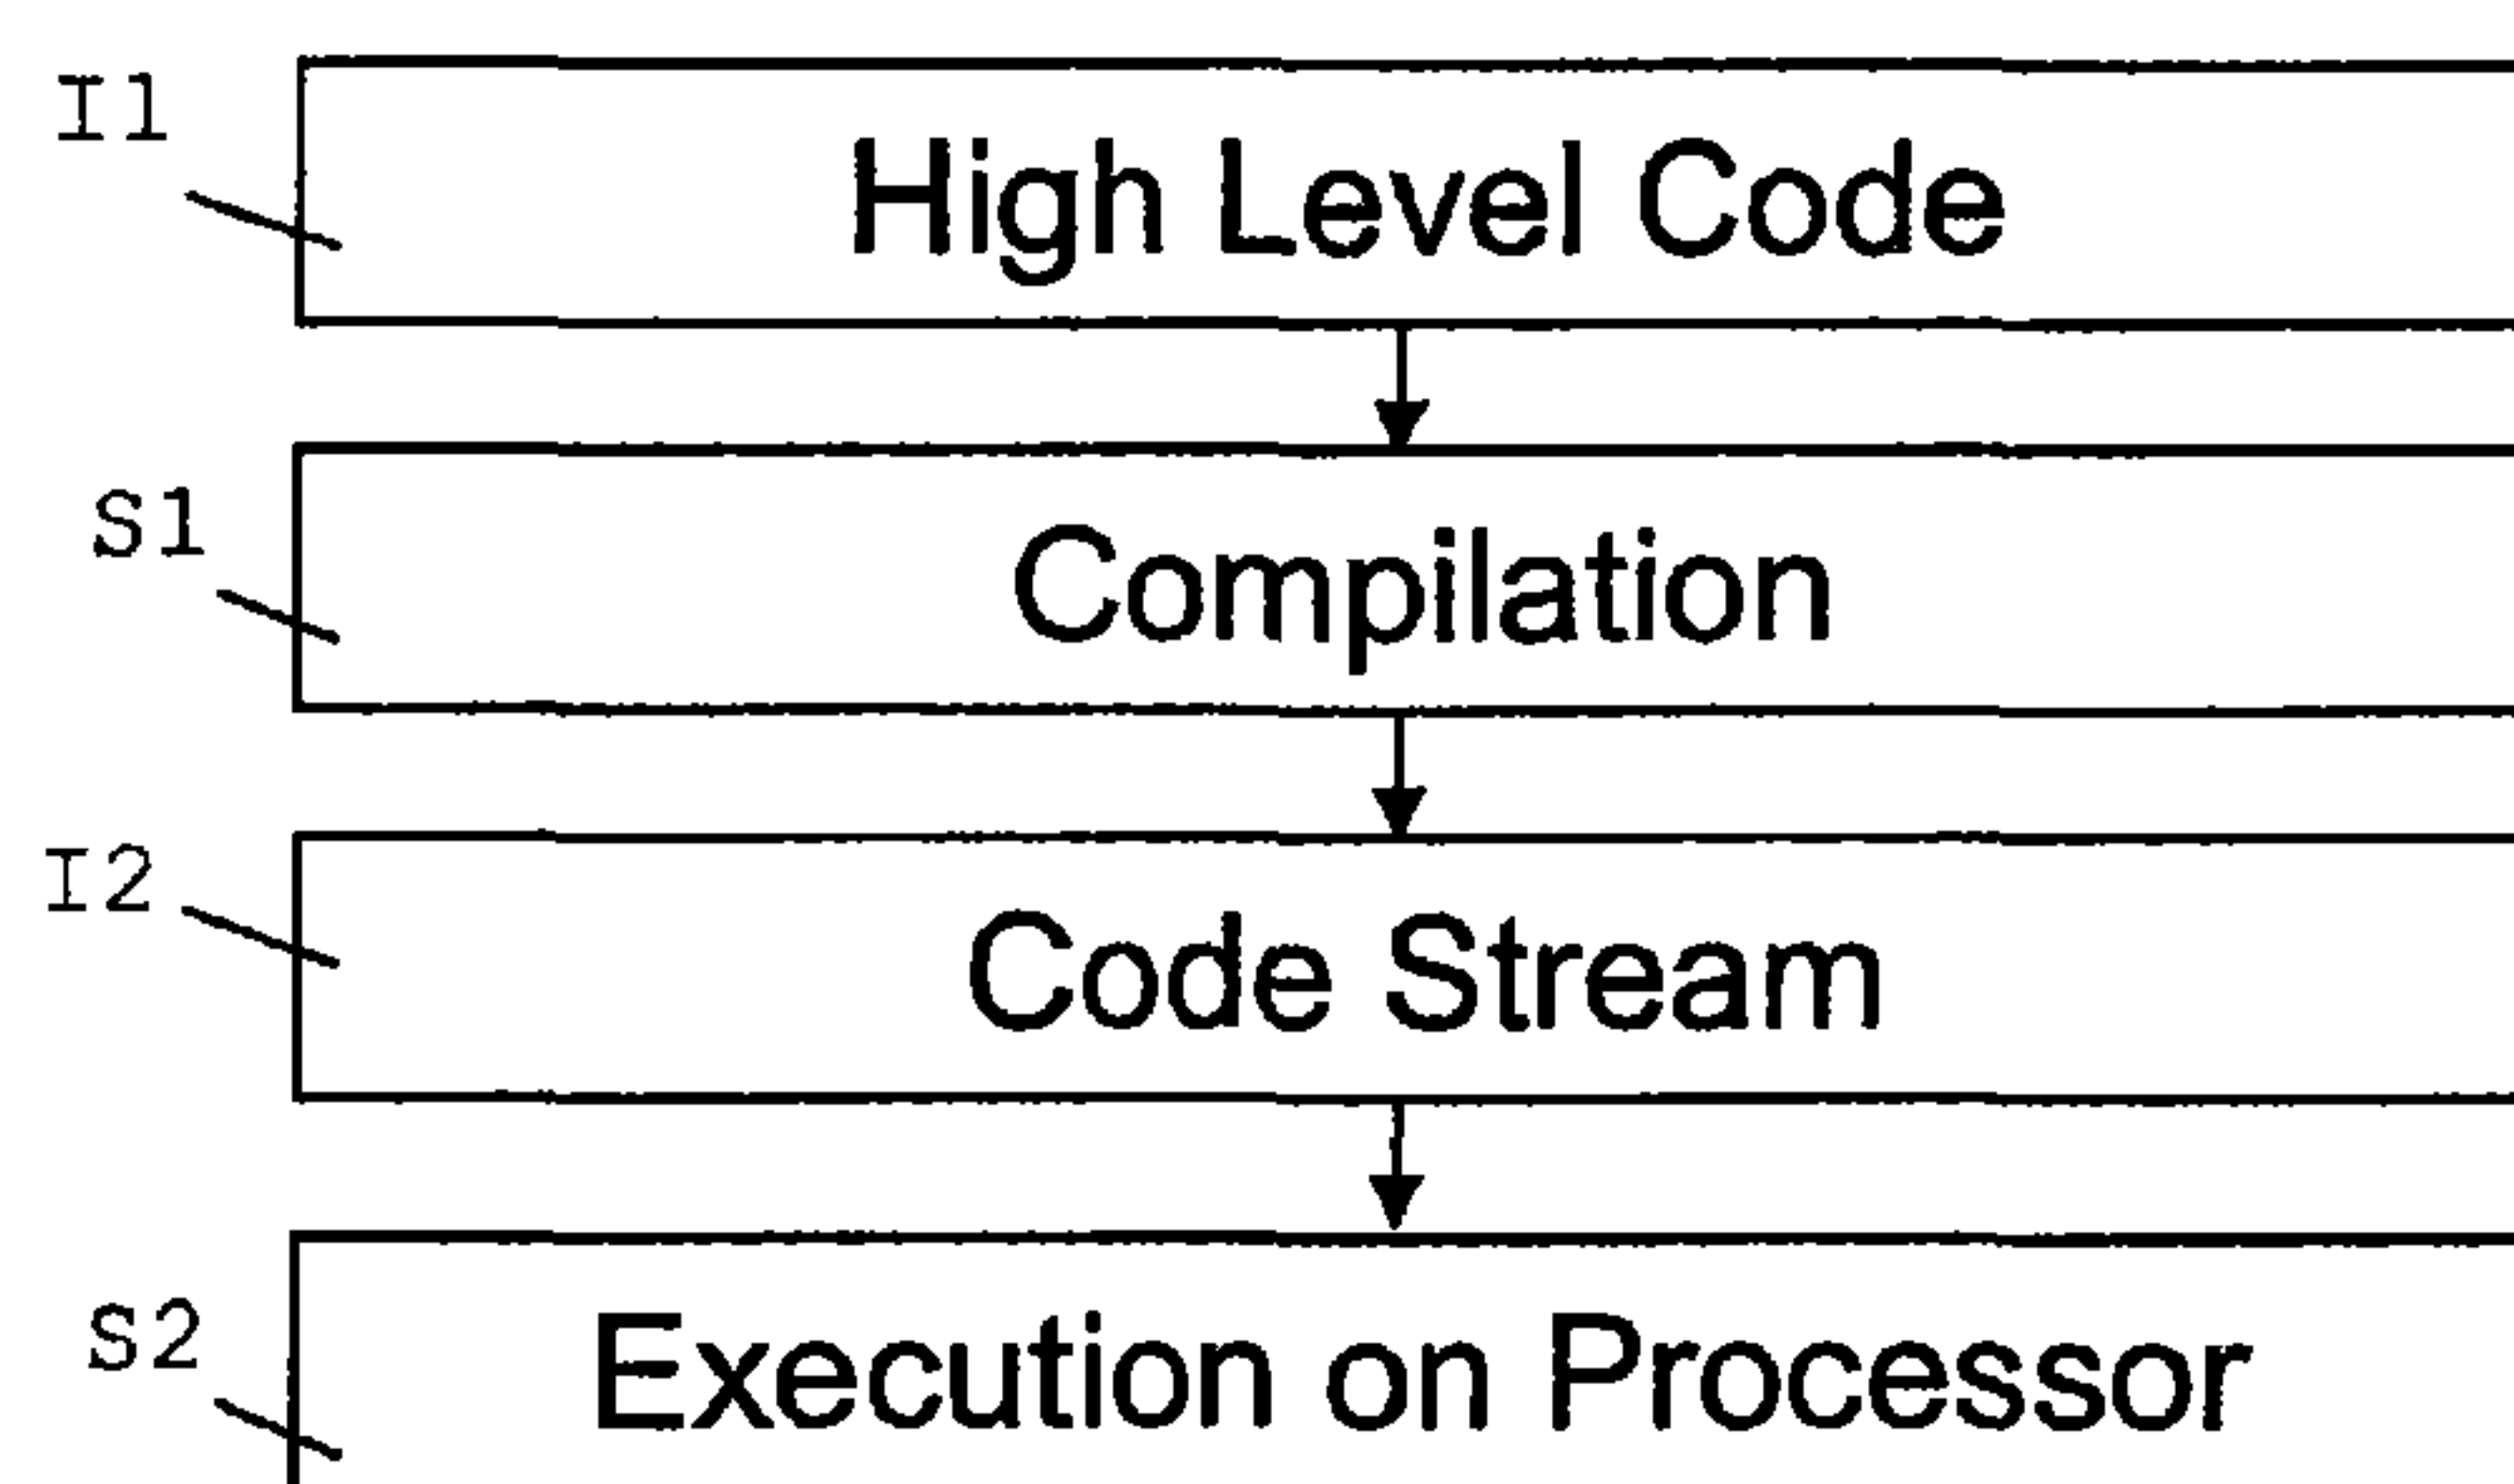 I1
High Level Code
S1
Compilation
I2
Code Stream
S2
Execution on Processor